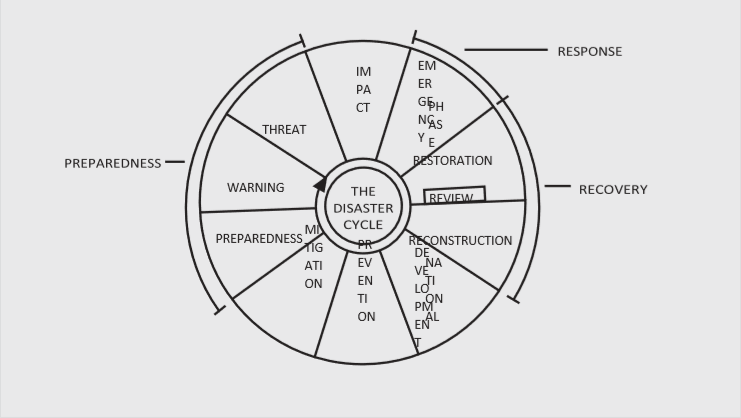 RESPONSE
PREPAREDNESS
RECOVERY
IM
PA
CT
EM
ER
GE
NC
Y
PH
AS
E
RESTORATION
REVIEW
RECONSTRUCTION
NA
TI
ON
AL
DE
VE
LO
PM
EN
T
PR
EV
EN
TI
ON
MI
TIG
ATI
ON
PREPAREDNESS
WARNING
THREAT
THE
DISASTER
CYCLE